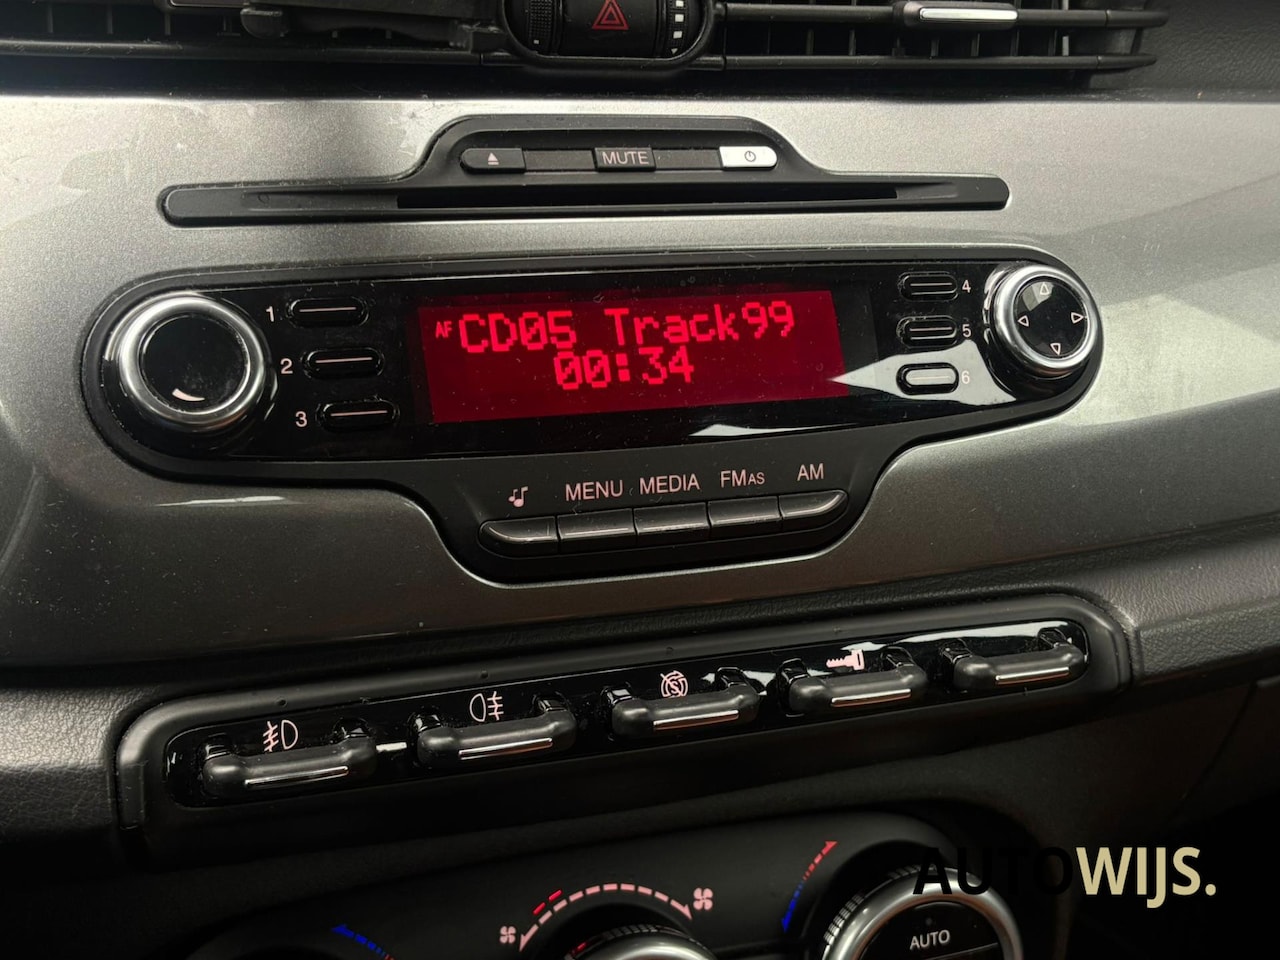 MUTE
1
2
3
AF CD05 Track99
00:34
4
5
6
MENU MEDIA FMAS AM
AUTOWIJS.
AUTO